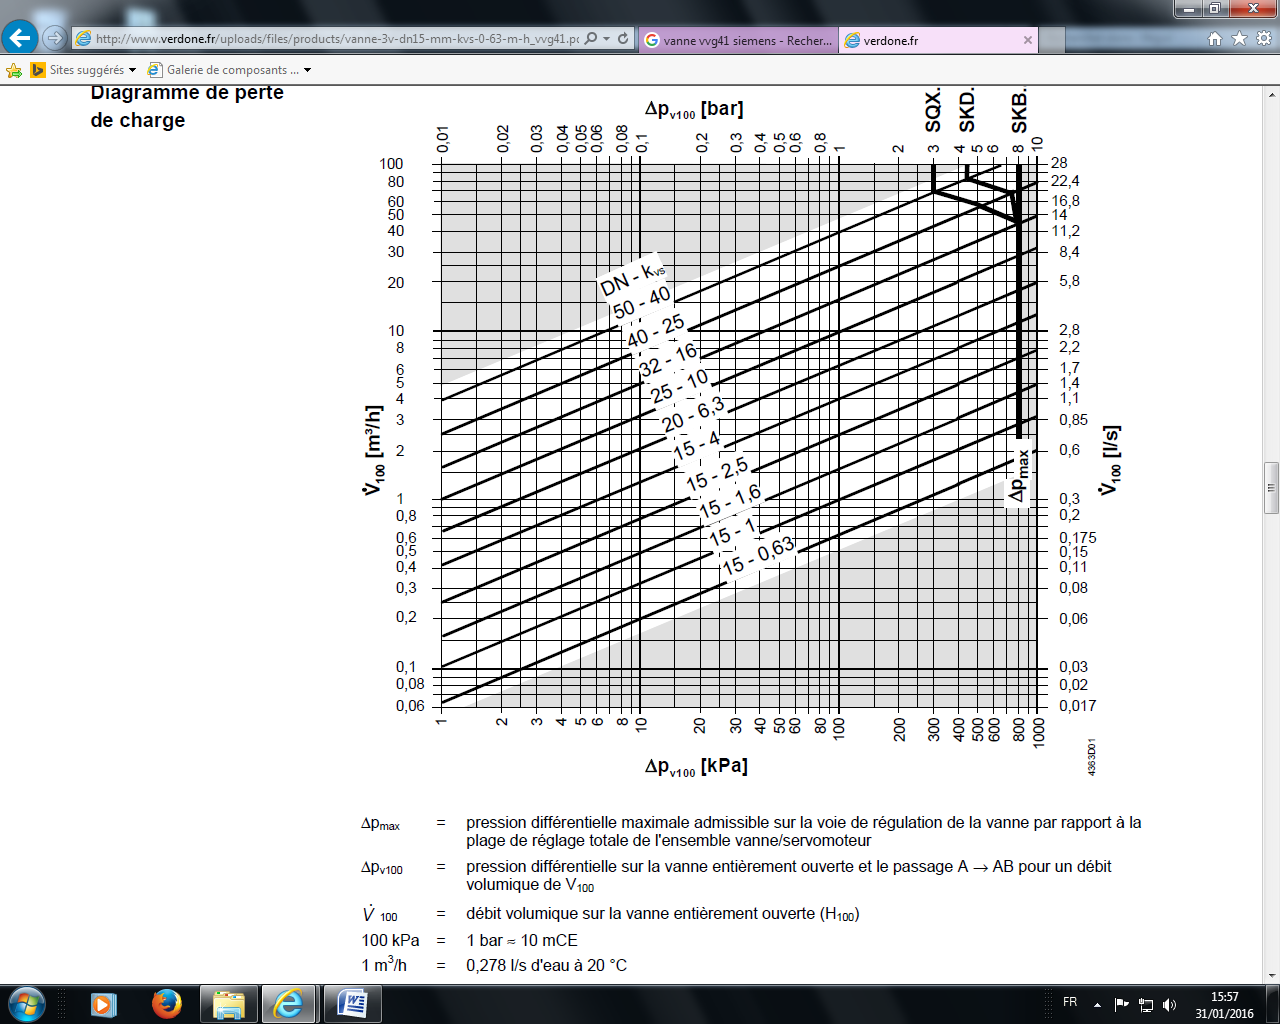 http://www.verdone.fr/uploads/files/products/vanne-3v-dn15-mm-kvs-0-63-m-h_vvg41.pc
vanne vvg41 siemens - Recher...
verdone.fr
Sites suggérés
Galerie de composants ...
Diagramme de perte
de charge
Δpv100 [bar]
SQX.
SKD.
SKB.
0,01 0,02 0,03 0,04 0,05 0,06 0,08 0,1 0,2 0,3 0,4 0,5 0,6 0,8 1 2 3 4 5 6 8 10
100 28
80 22,4
60 16,8
50 14
40 11,2
30 8,4
20 5,8
10 2,8
8 2,2
6 1,7
5 1,4
4 1,1
3 0,85
2 0,6
1 0,3
0,8 0,2
0,6 0,175
0,5 0,15
0,4 0,11
0,3 0,08
0,2 0,06
0,1 0,03
0,08 0,02
0,06 0,017
DN - kvs
50 - 40
40 - 25
32 - 16
25 - 10
20 - 6,3
15 - 4
15 - 2,5
15 - 1,6
15 - 1
15 - 0,63
V̇100 [m³/h]
Δpmax
V̇100 [l/s]
1 2 3 4 5 6 8 10 20 30 40 50 60 80 100 200 300 400 500 600 800 1000
Δpv100 [kPa]
4363D01
Δpmax = pression différentielle maximale admissible sur la voie de régulation de la vanne par rapport à la
plage de réglage totale de l'ensemble vanne/servomoteur
Δpv100 = pression différentielle sur la vanne entièrement ouverte et le passage A → AB pour un débit
volumique de V100
V̇ 100 = débit volumique sur la vanne entièrement ouverte (H100)
100 kPa = 1 bar ≈ 10 mCE
1 m³/h = 0,278 l/s d'eau à 20 °C
FR
15:57
31/01/2016